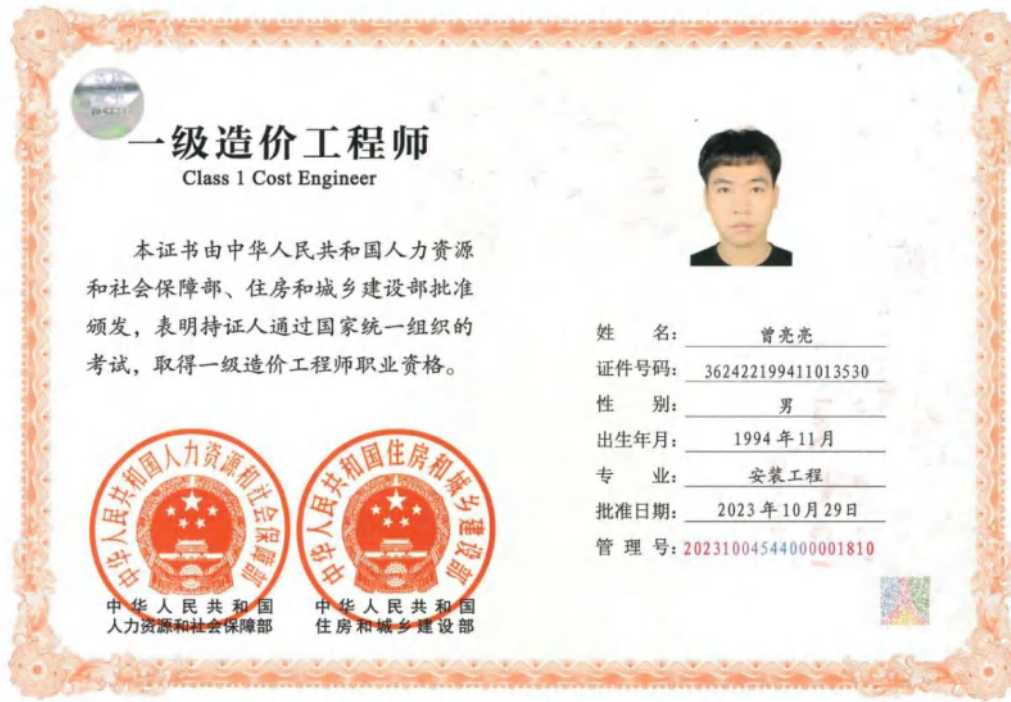 一级造价工程师
Class 1 Cost Engineer
本证书由中华人民共和国人力资源
和社会保障部、住房和城乡建设部批准
颁发，表明持证人通过国家统一组织的
考试，取得一级造价工程师职业资格。
中华人民共和国人力资源和社会保障部
中华人民共和国
人力资源和社会保障部
中华人民共和国住房和城乡建设部
中华人民共和国
住房和城乡建设部
姓 名： 曾亮亮
证件号码： 362422199411013530
性 别： 男
出生年月： 1994年11月
专 业： 安装工程
批准日期： 2023年10月29日
管 理 号：20231004544000001810